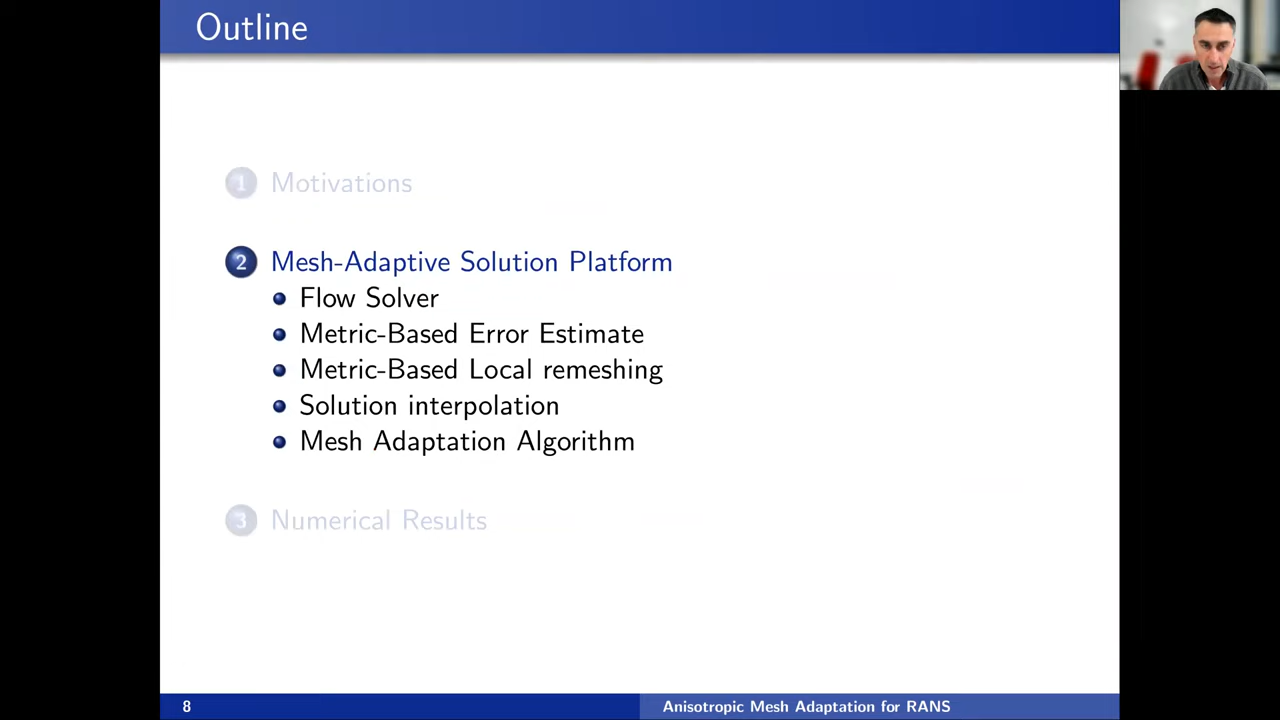 Outline
1 Motivations
2 Mesh-Adaptive Solution Platform
Flow Solver
Metric-Based Error Estimate
Metric-Based Local remeshing
Solution interpolation
Mesh Adaptation Algorithm
3 Numerical Results
8 Anisotropic Mesh Adaptation for RANS